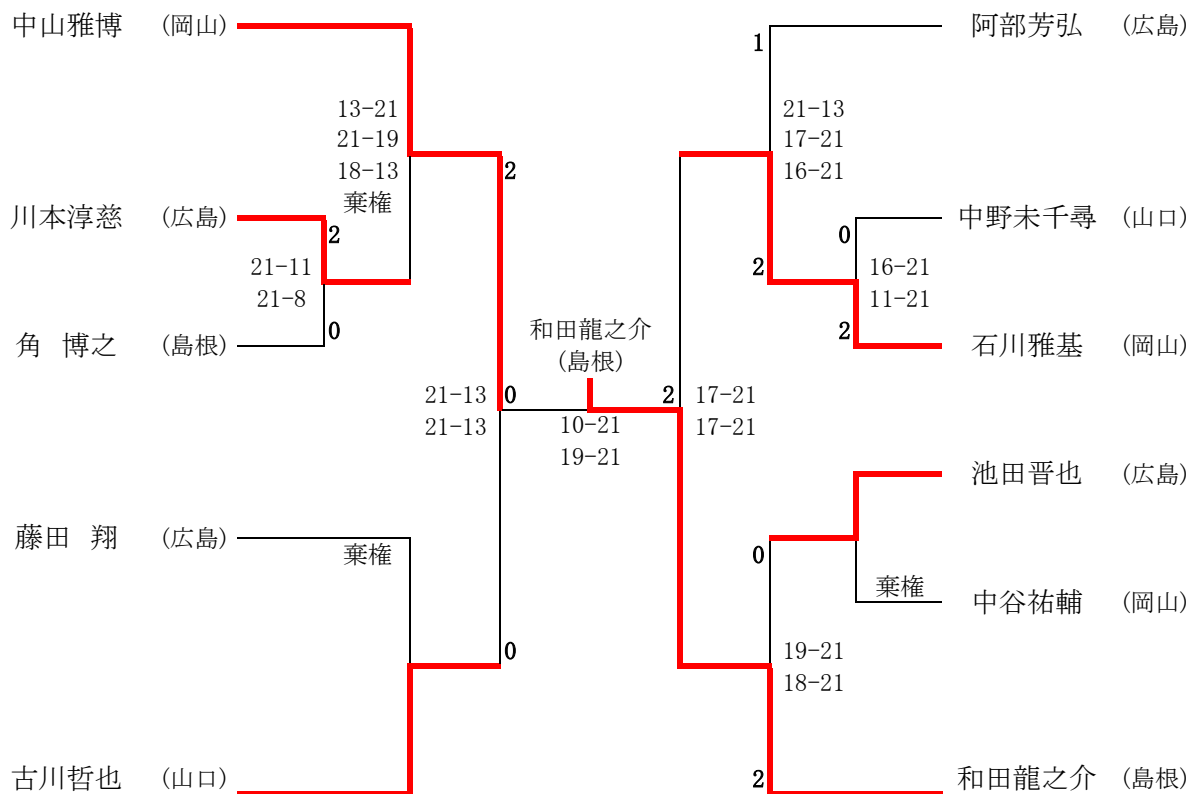 中山雅博 (岡山)
阿部芳弘 (広島)
1
13-21
21-19
18-13
棄権
21-13
17-21
16-21
2
川本淳慈 (広島)
2
21-11
21-8
0
角 博之 (島根)
中野未千尋 (山口)
0
2
16-21
11-21
2
石川雅基 (岡山)
和田龍之介
(島根)
21-13
21-13
0
10-21
19-21
2
17-21
17-21
藤田 翔 (広島)
棄権
0
古川哲也 (山口)
池田晋也 (広島)
0
棄権
中谷祐輔 (岡山)
19-21
18-21
2
和田龍之介 (島根)